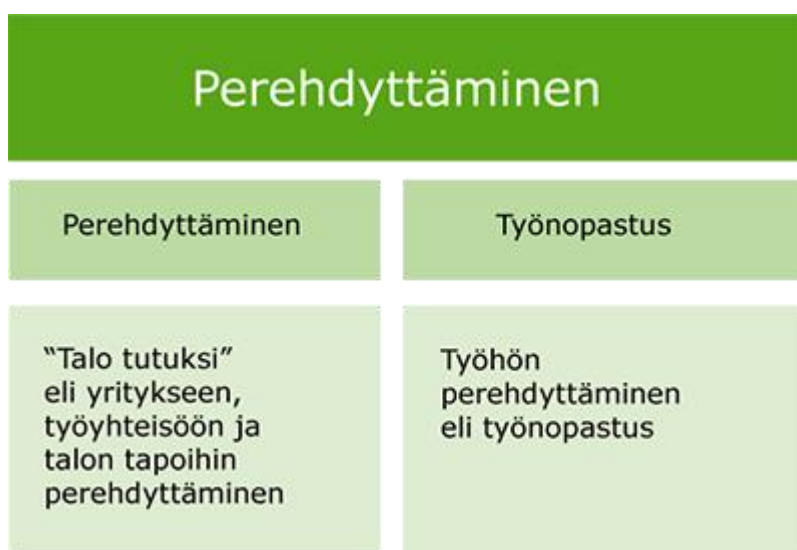 Perehdyttäminen
Perehdyttäminen
Työnopastus
“Talo tutuksi”
eli yritykseen,
työyhteisöön ja
talon tapoihin
perehdyttäminen
Työhön
perehdyttäminen
eli työnopastus